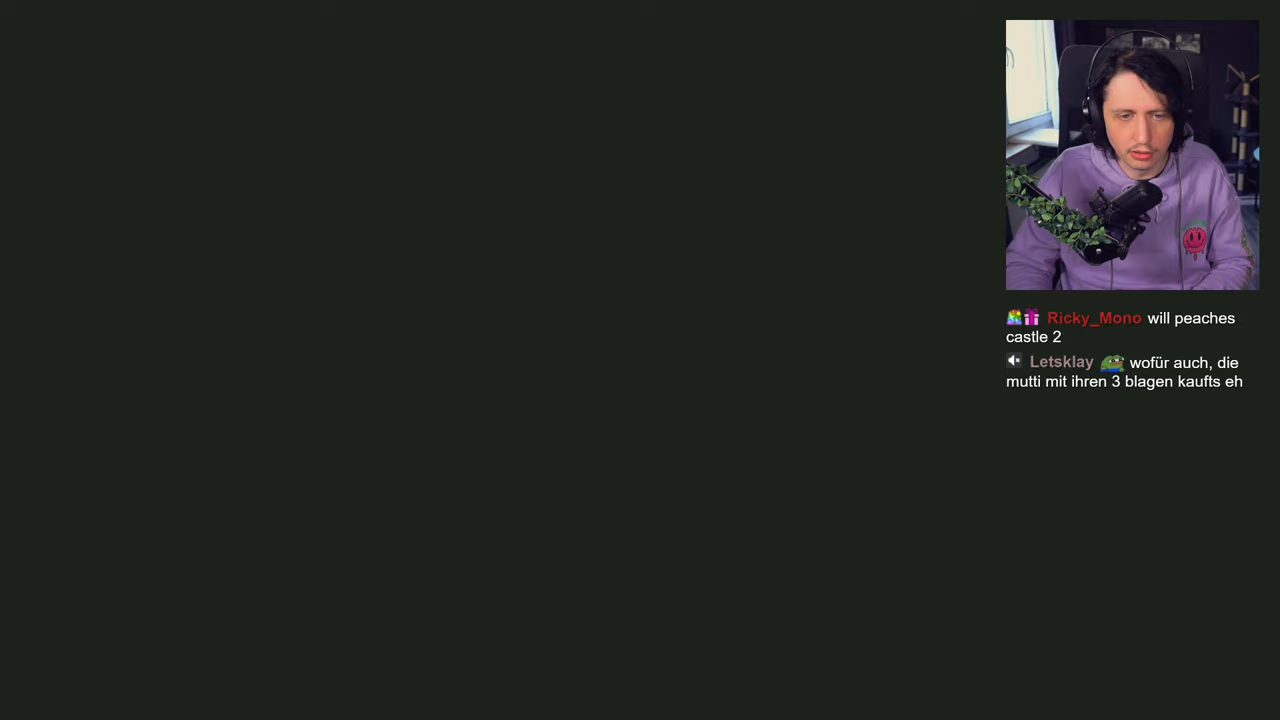 Ricky_Mono will peaches
castle 2
Letsklay wofür auch, die
mutti mit ihren 3 blagen kaufts eh